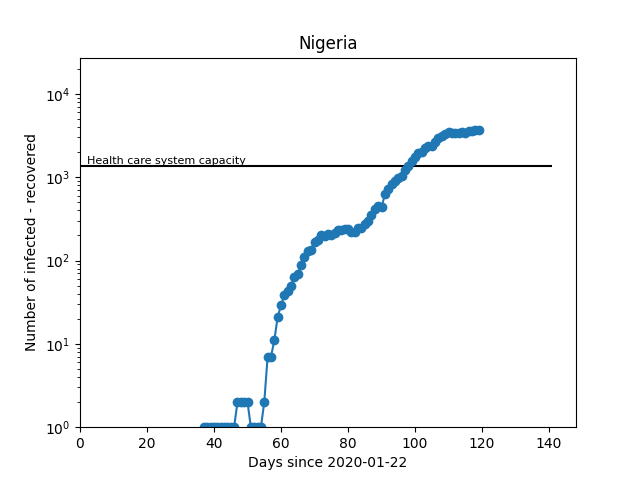 Nigeria
10^4
10^3
10^2
10^1
10^0
Health care system capacity
Number of infected - recovered
0 20 40 60 80 100 120 140
Days since 2020-01-22